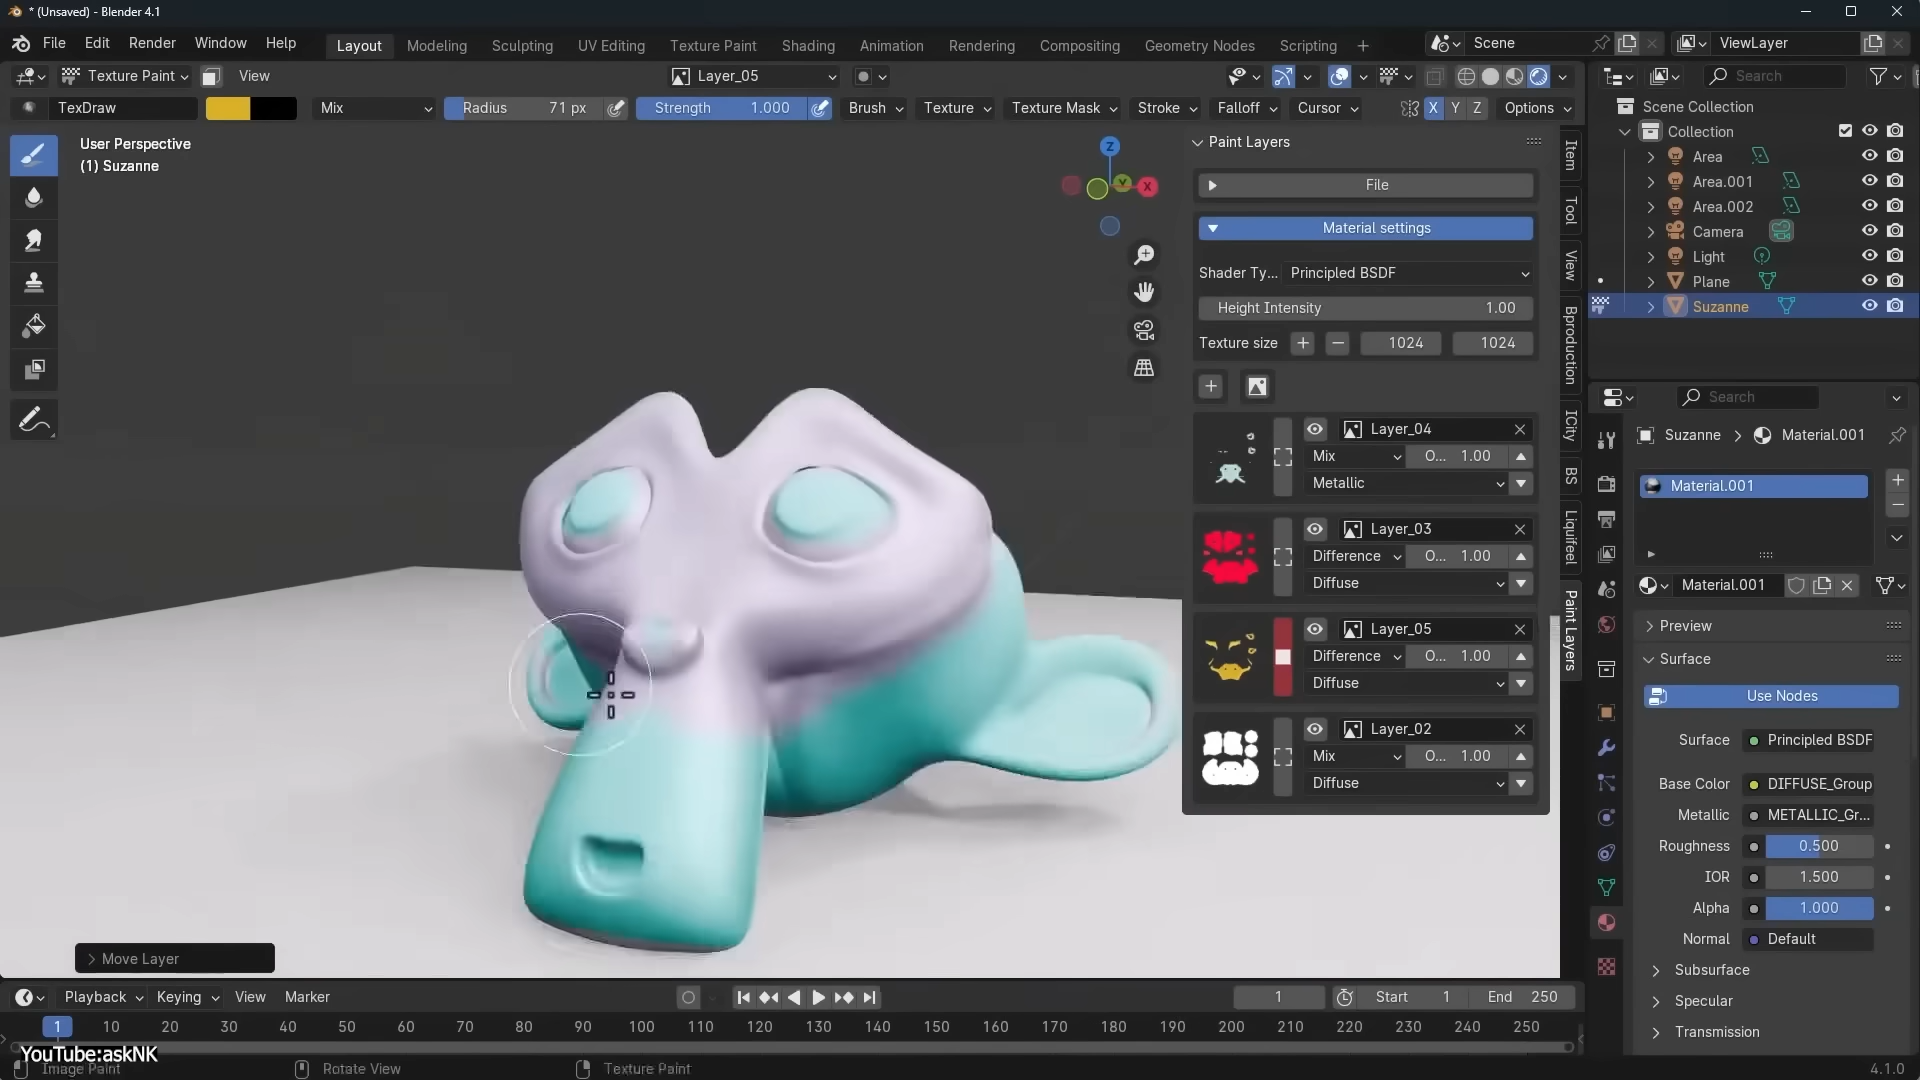 * (Unsaved) - Blender 4.1
File Edit Render Window Help
Layout Modeling Sculpting UV Editing Texture Paint Shading Animation Rendering Compositing Geometry Nodes Scripting +
Scene
ViewLayer
Texture Paint View
Layer_05
Search
TexDraw Mix Radius 71 px Strength 1.000 Brush Texture Texture Mask Stroke Falloff Cursor X Y Z Options
User Perspective
(1) Suzanne
Z
Y
X
Paint Layers
File
Material settings
Shader Ty... Principled BSDF
Height Intensity 1.00
Texture size + − 1024 1024
+
Layer_04
Mix O... 1.00
Metallic
Layer_03
Difference O... 1.00
Diffuse
Layer_05
Difference O... 1.00
Diffuse
Layer_02
Mix O... 1.00
Diffuse
Item
Tool
View
Bproduction
ICity
BS
Liquifeel
Paint Layers
Scene Collection
Collection
Area
Area.001
Area.002
Camera
Light
Plane
Suzanne
Search
Suzanne > Material.001
Material.001
Material.001
Preview
Surface
Use Nodes
Surface Principled BSDF
Base Color DIFFUSE_Group
Metallic METALLIC_Gr...
Roughness 0.500
IOR 1.500
Alpha 1.000
Normal Default
Subsurface
Specular
Transmission
> Move Layer
Playback Keying View Marker
1 Start 1 End 250
1 10 20 30 40 50 60 70 80 90 100 110 120 130 140 150 160 170 180 190 200 210 220 230 240 250
YouTube:askNK
Image Paint Rotate View Texture Paint 4.1.0